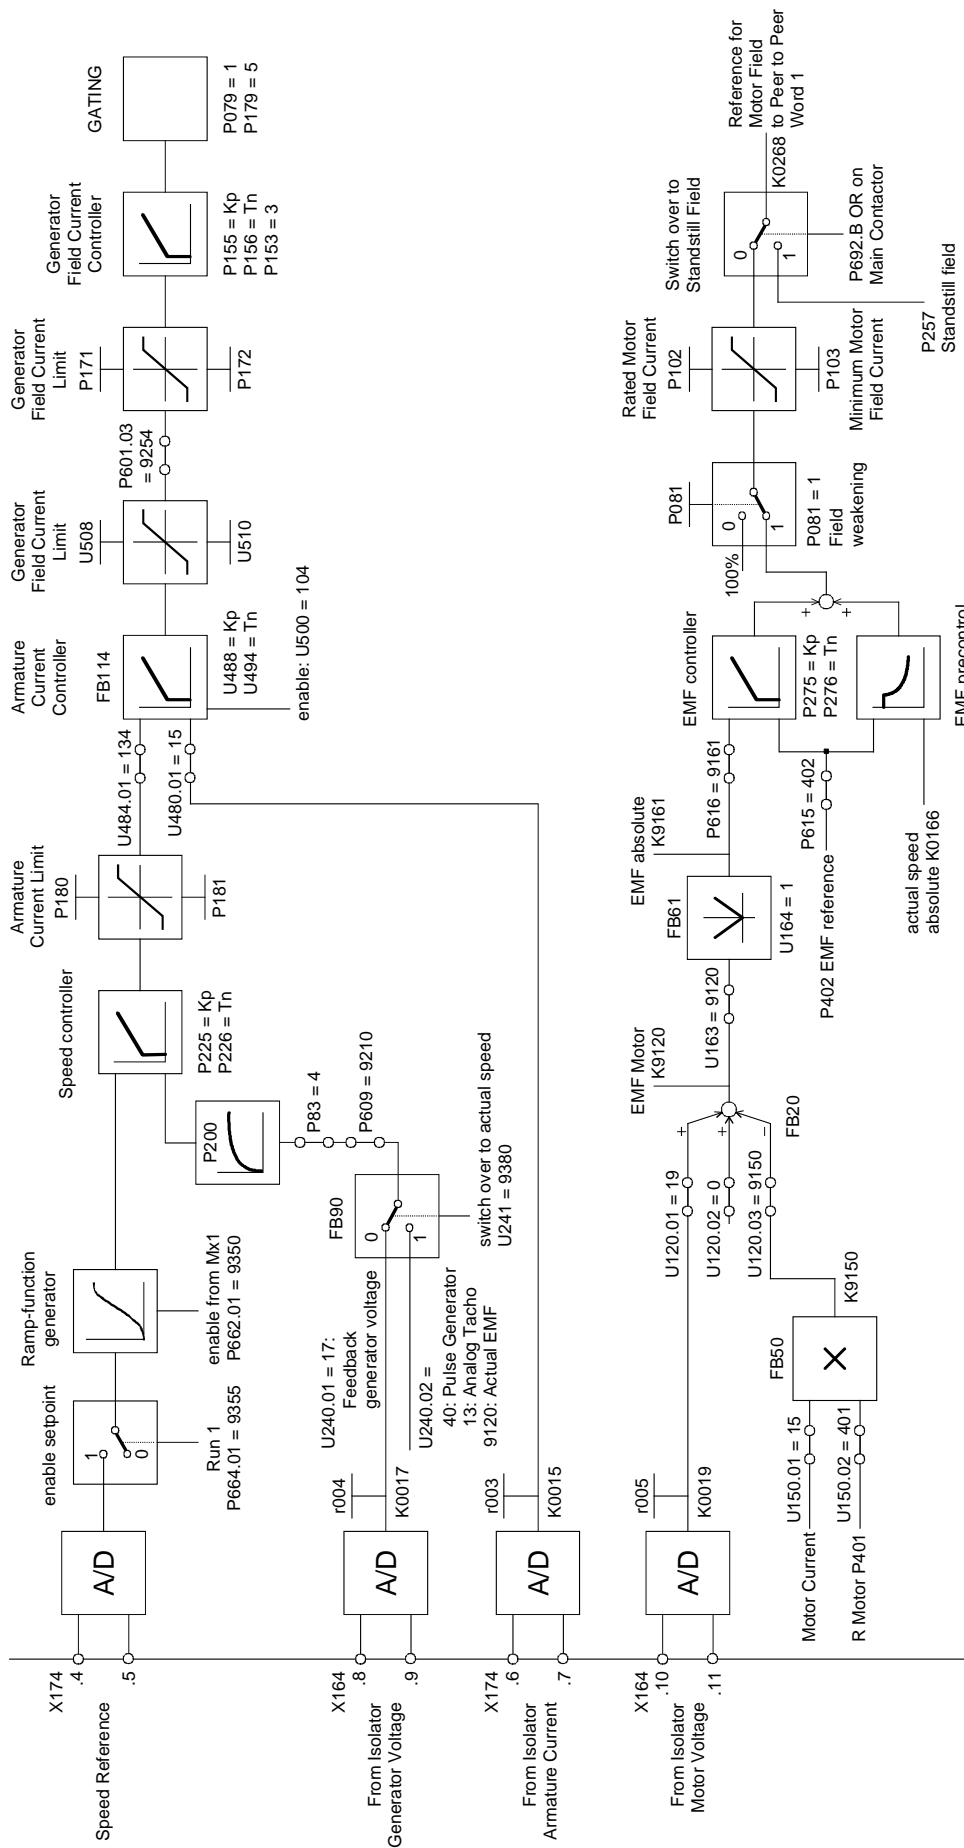 Speed Reference
X174
.4
.5
A/D
enable setpoint
1
0
Run 1
P664.01 = 9355
Ramp-function
generator
enable from Mx1
P662.01 = 9350
Speed controller
P225 = Kp
P226 = Tn
P200
P83 = 4
P609 = 9210
FB90
0
1
switch over to actual speed
U241 = 9380
Armature
Current Limit
P180
P181
U484.01 = 134
U480.01 = 15
Armature
Current
Controller
FB114
U488 = Kp
U494 = Tn
enable: U500 = 104
Generator
Field Current
Limit
U508
U510
P601.03
= 9254
Generator
Field Current
Limit
P171
P172
Generator
Field Current
Controller
P155 = Kp
P156 = Tn
P153 = 3
GATING
P079 = 1
P179 = 5
From Isolator
Generator Voltage
X164
.8
.9
A/D
r004
K0017
U240.01 = 17:
Feedback
generator voltage
U240.02 =
40: Pulse Generator
13: Analog Tacho
9120: Actual EMF
From Isolator
Armature Current
X174
.6
.7
A/D
r003
K0015
From Isolator
Motor Voltage
X164
.10
.11
A/D
r005
K0019
U120.01 = 19
U120.02 = 0
U120.03 = 9150
+
+
–
FB20
EMF Motor
K9120
U163 = 9120
FB61
U164 = 1
EMF absolute
K9161
P616 = 9161
EMF controller
P275 = Kp
P276 = Tn
P615 = 402
P402 EMF reference
actual speed
absolute K0166
EMF precontrol
+
+
100%
P081
0
1
P081 = 1
Field
weakening
Rated Motor
Field Current
P102
P103
Minimum Motor
Field Current
Switch over to
Standstill Field
0
1
P257
Standstill field
P692.B OR on
Main Contactor
K0268
Reference for
Motor Field
to Peer to Peer
Word 1
Motor Current
R Motor P401
U150.01 = 15
U150.02 = 401
FB50
K9150